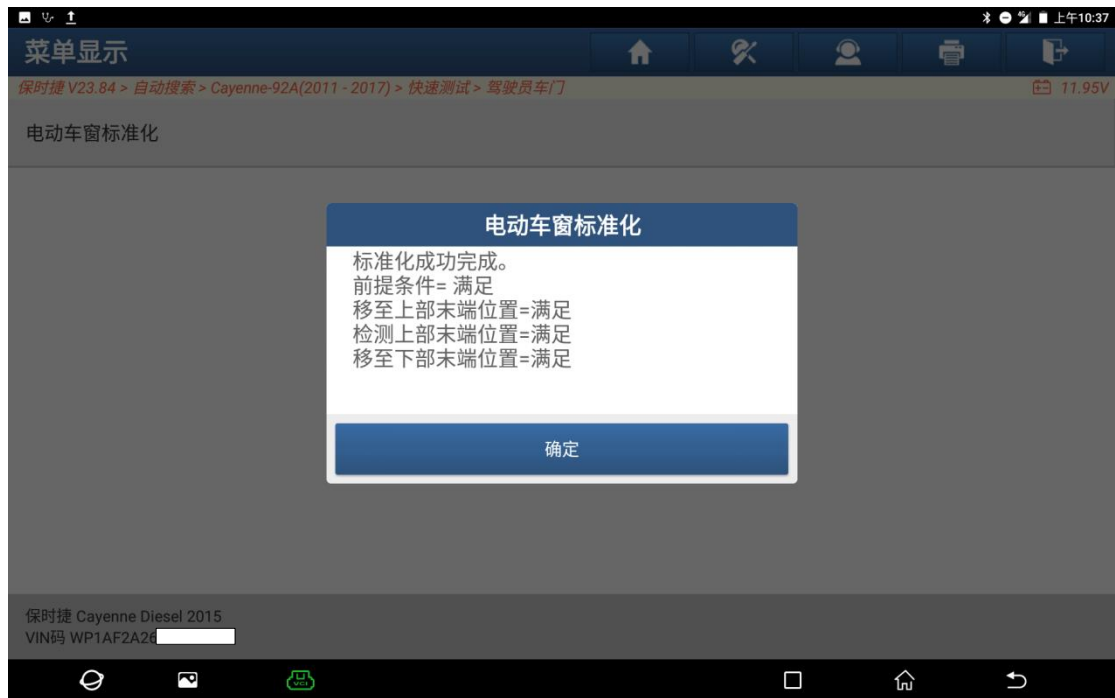 上午10:37
菜单显示
保时捷 V23.84 > 自动搜索 > Cayenne-92A(2011 - 2017) > 快速测试 > 驾驶员车门
11.95V
电动车窗标准化
电动车窗标准化
标准化成功完成。
前提条件= 满足
移至上部末端位置=满足
检测上部末端位置=满足
移至下部末端位置=满足
确定
保时捷 Cayenne Diesel 2015
VIN码 WP1AF2A26
VCI